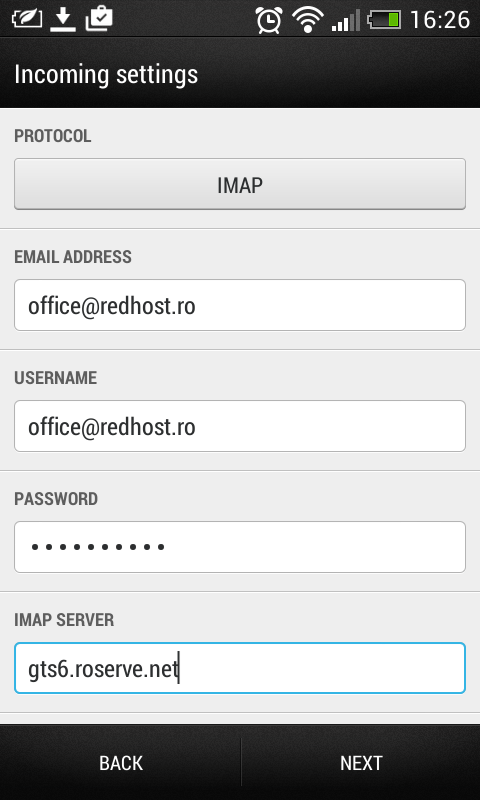 16:26
Incoming settings
PROTOCOL
IMAP
EMAIL ADDRESS
office@redhost.ro
USERNAME
office@redhost.ro
PASSWORD
••••••••••
IMAP SERVER
gts6.roserve.net
BACK NEXT